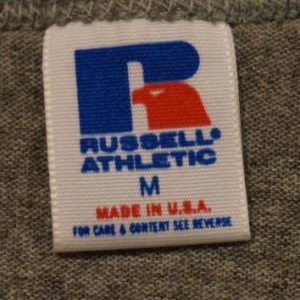 R
RUSSELL®
ATHLETIC
M
MADE IN U.S.A.
FOR CARE & CONTENT SEE REVERSE